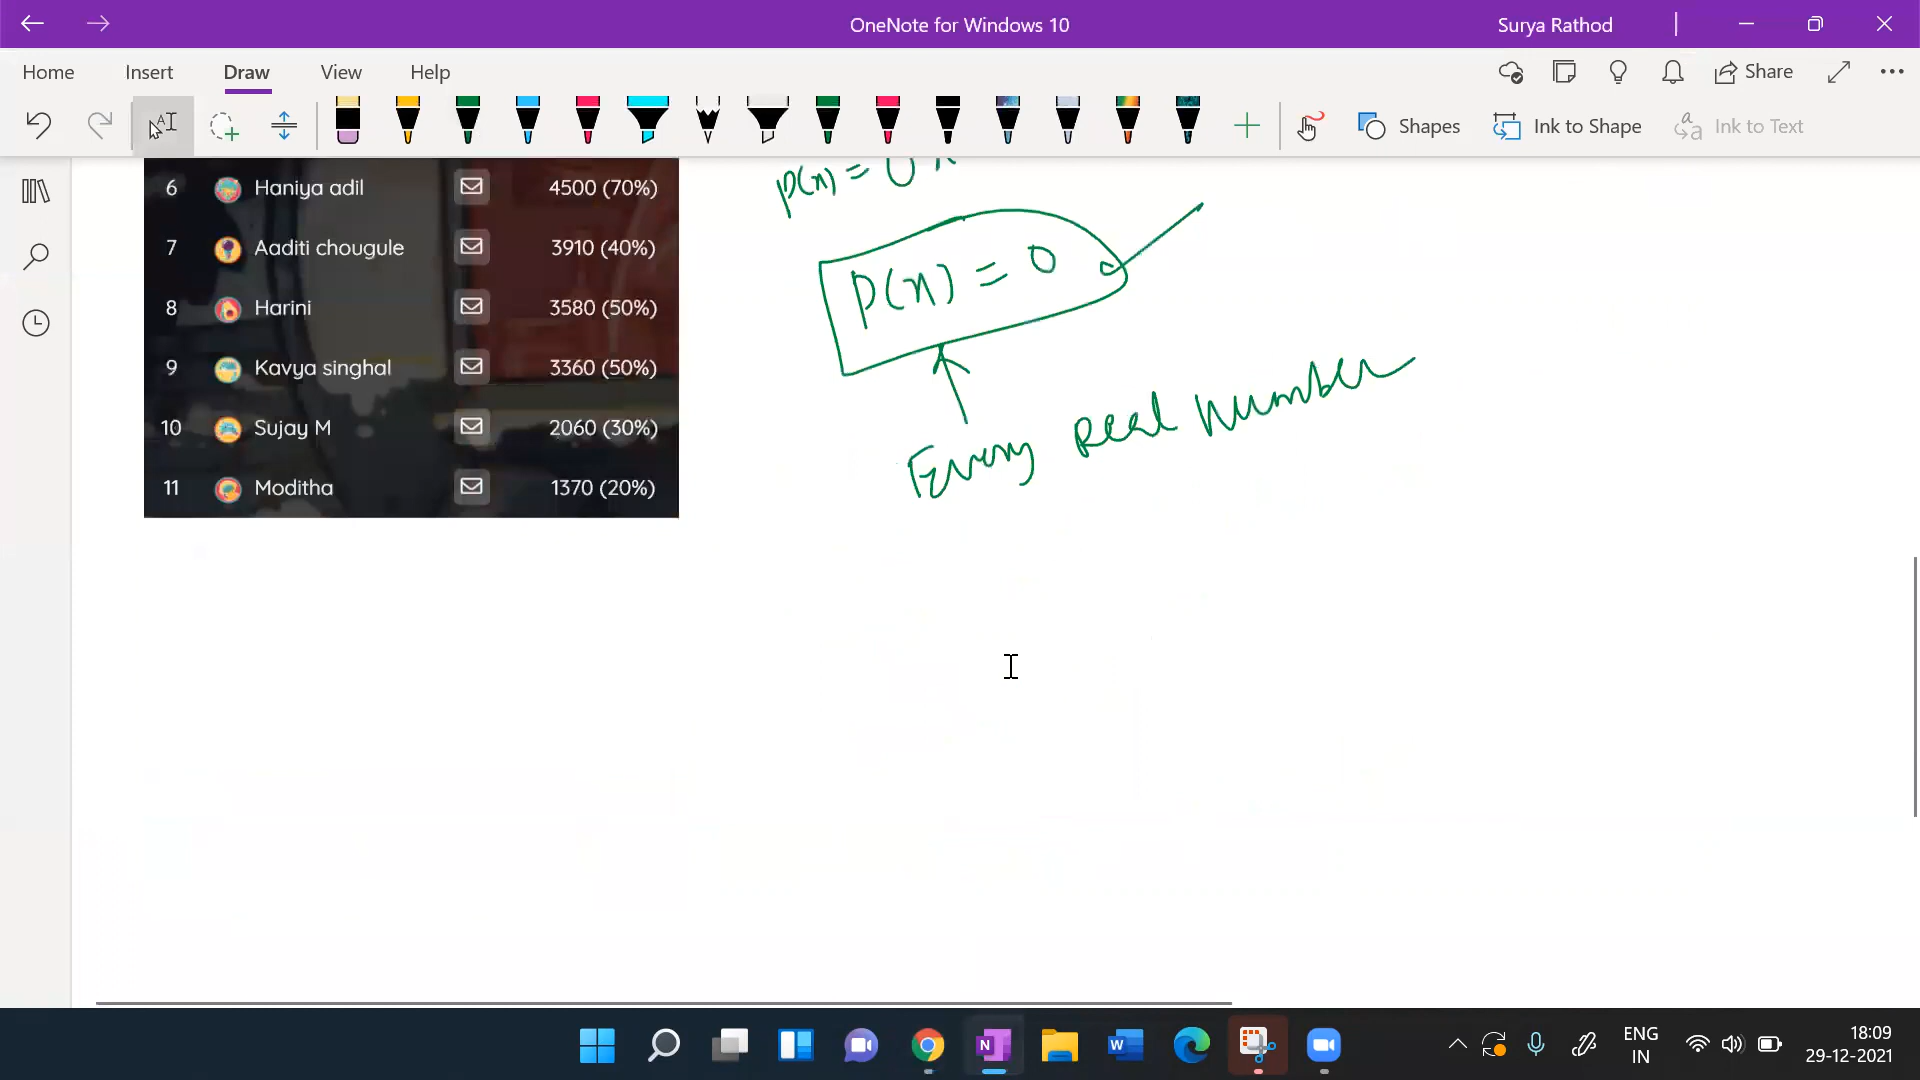 OneNote for Windows 10
Surya Rathod
Home
Insert
Draw
View
Help
Share
Shapes
Ink to Shape
Ink to Text
6 Haniya adil 4500 (70%)
7 Aaditi chougule 3910 (40%)
8 Harini 3580 (50%)
9 Kavya singhal 3360 (50%)
10 Sujay M 2060 (30%)
11 Moditha 1370 (20%)
p(x) = 0
p(x) = 0
Every Real Number
ENG
IN
18:09
29-12-2021